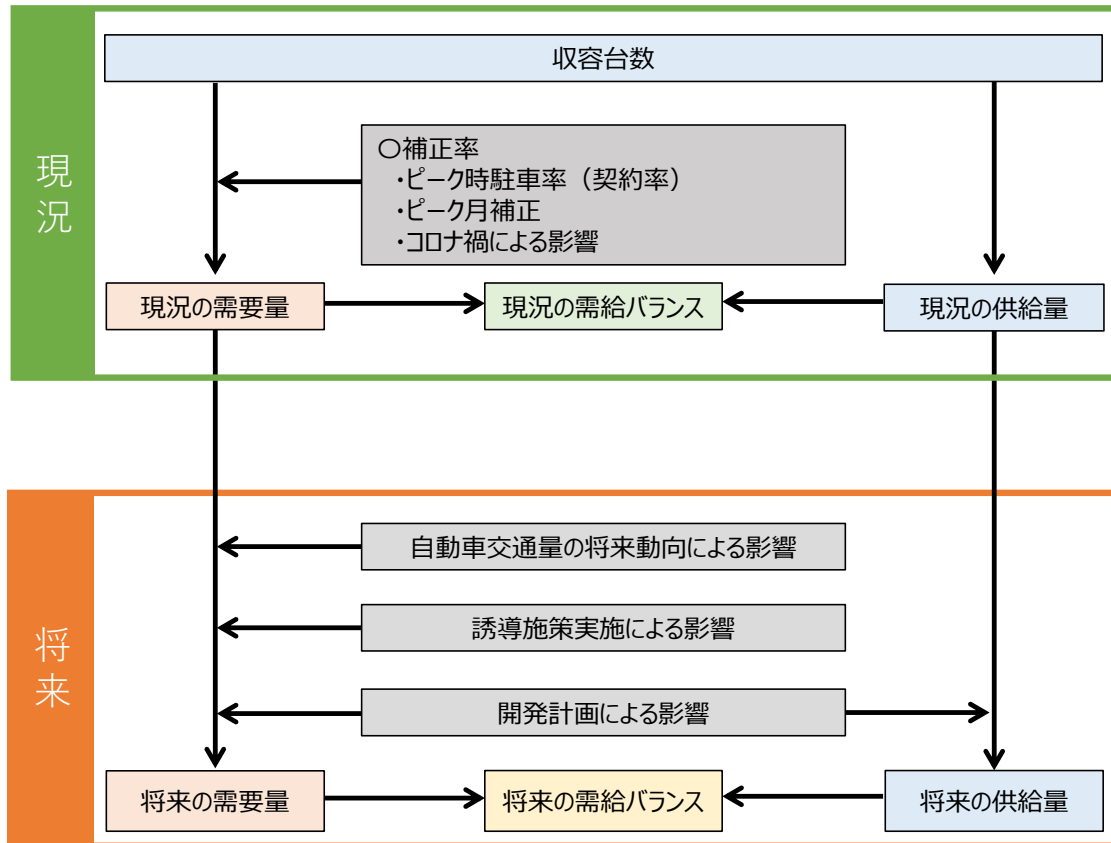 現況
収容台数
〇補正率
・ピーク時駐車率（契約率）
・ピーク月補正
・コロナ禍による影響
現況の需要量
現況の需給バランス
現況の供給量
将来
自動車交通量の将来動向による影響
誘導施策実施による影響
開発計画による影響
将来の需要量
将来の需給バランス
将来の供給量